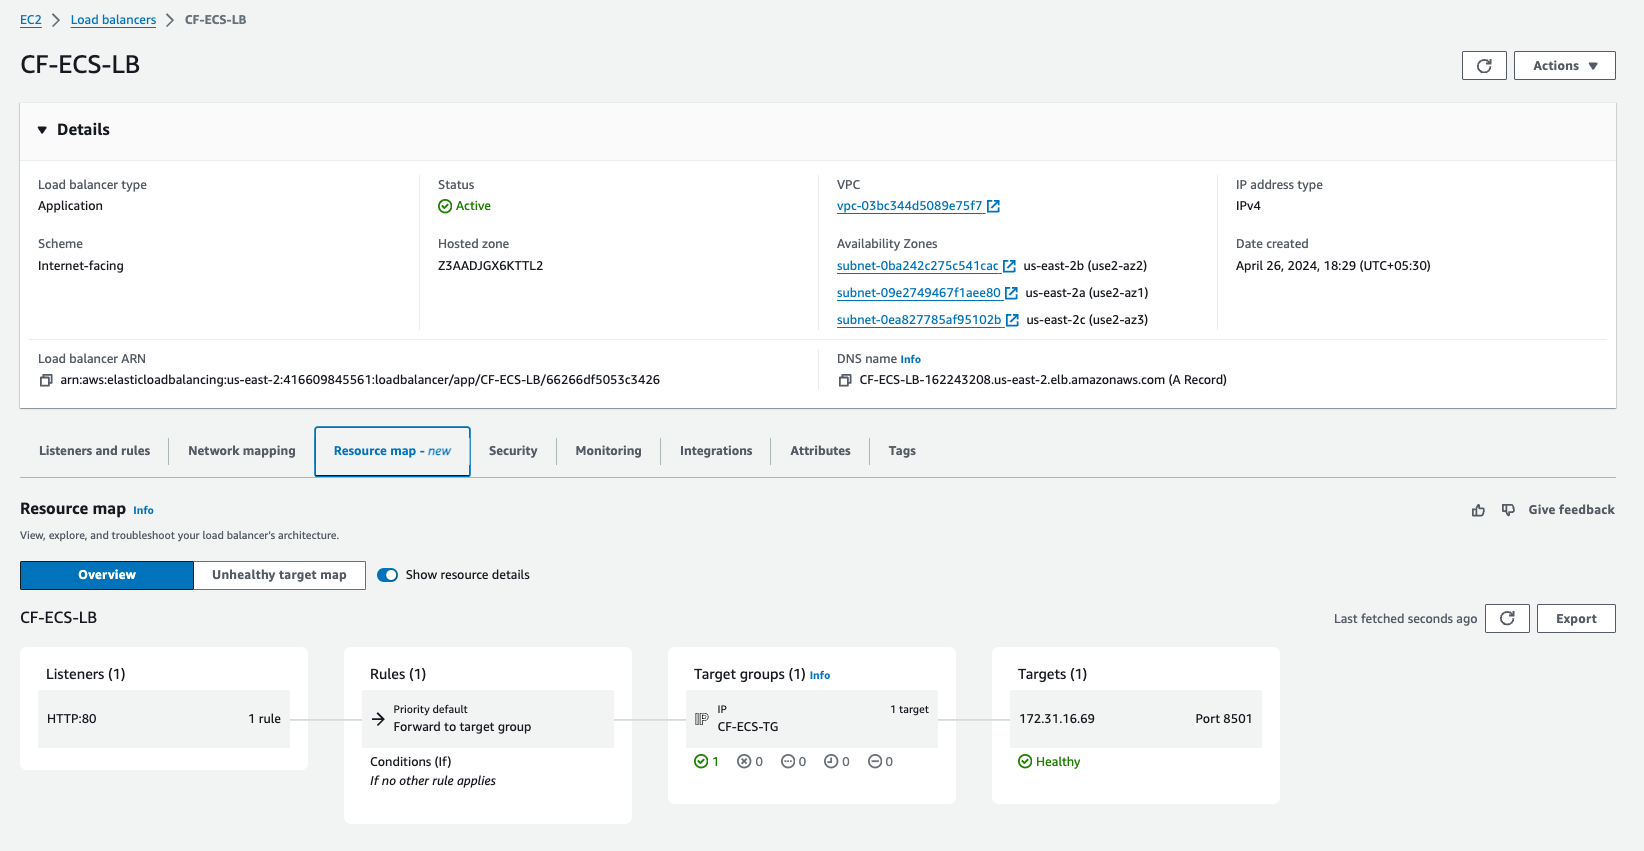 EC2 > Load balancers > CF-ECS-LB
CF-ECS-LB
Actions
Details
Load balancer type
Application
Status
Active
VPC
vpc-03bc344d5089e75f7
IP address type
IPv4
Scheme
Internet-facing
Hosted zone
Z3AADJGX6KTTL2
Availability Zones
subnet-0ba242c275c541cac us-east-2b (use2-az2)
subnet-09e2749467f1aee80 us-east-2a (use2-az1)
subnet-0ea827785af95102b us-east-2c (use2-az3)
Date created
April 26, 2024, 18:29 (UTC+05:30)
Load balancer ARN
arn:aws:elasticloadbalancing:us-east-2:416609845561:loadbalancer/app/CF-ECS-LB/66266df5053c3426
DNS name Info
CF-ECS-LB-162243208.us-east-2.elb.amazonaws.com (A Record)
Listeners and rules
Network mapping
Resource map - new
Security
Monitoring
Integrations
Attributes
Tags
Resource map Info
Give feedback
View, explore, and troubleshoot your load balancer's architecture.
Overview
Unhealthy target map
Show resource details
CF-ECS-LB
Last fetched seconds ago
Export
Listeners (1)
HTTP:80 1 rule
Rules (1)
Priority default
Forward to target group
Conditions (If)
If no other rule applies
Target groups (1) Info
IP 1 target
CF-ECS-TG
1 0 0 0 0
Targets (1)
172.31.16.69 Port 8501
Healthy